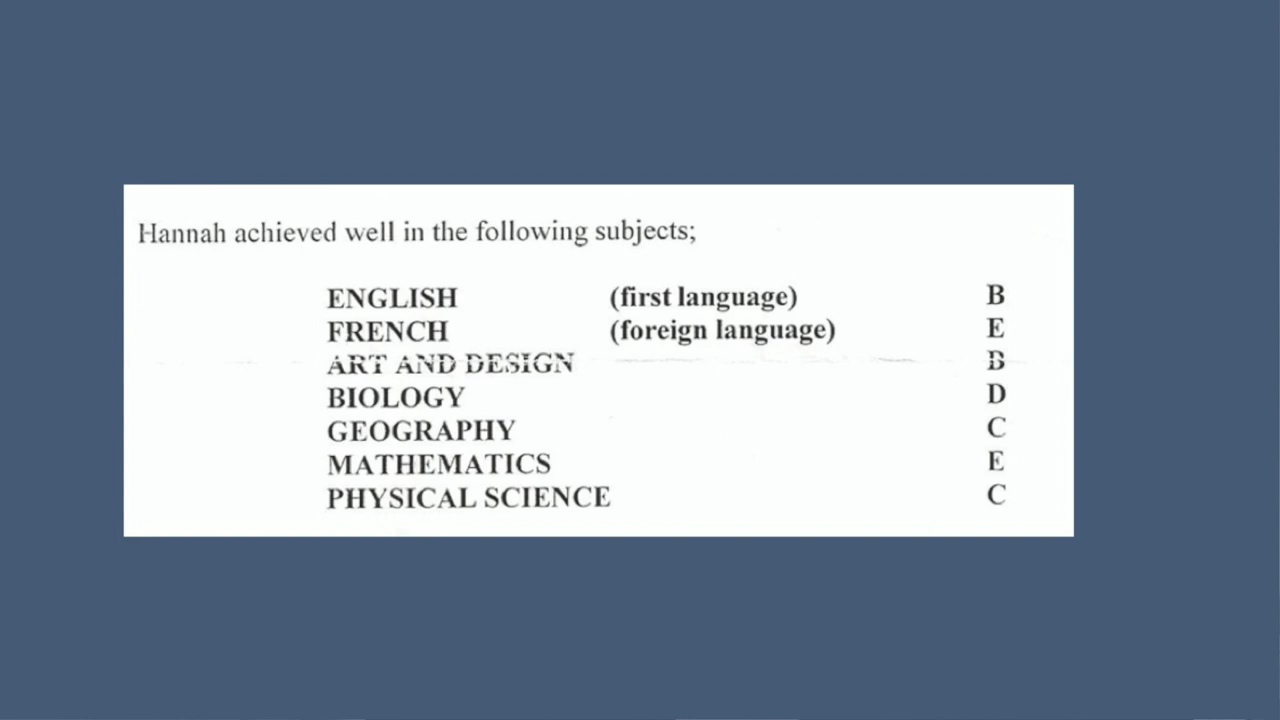 Hannah achieved well in the following subjects;
ENGLISH (first language) B
FRENCH (foreign language) E
ART AND DESIGN B
BIOLOGY D
GEOGRAPHY C
MATHEMATICS E
PHYSICAL SCIENCE C